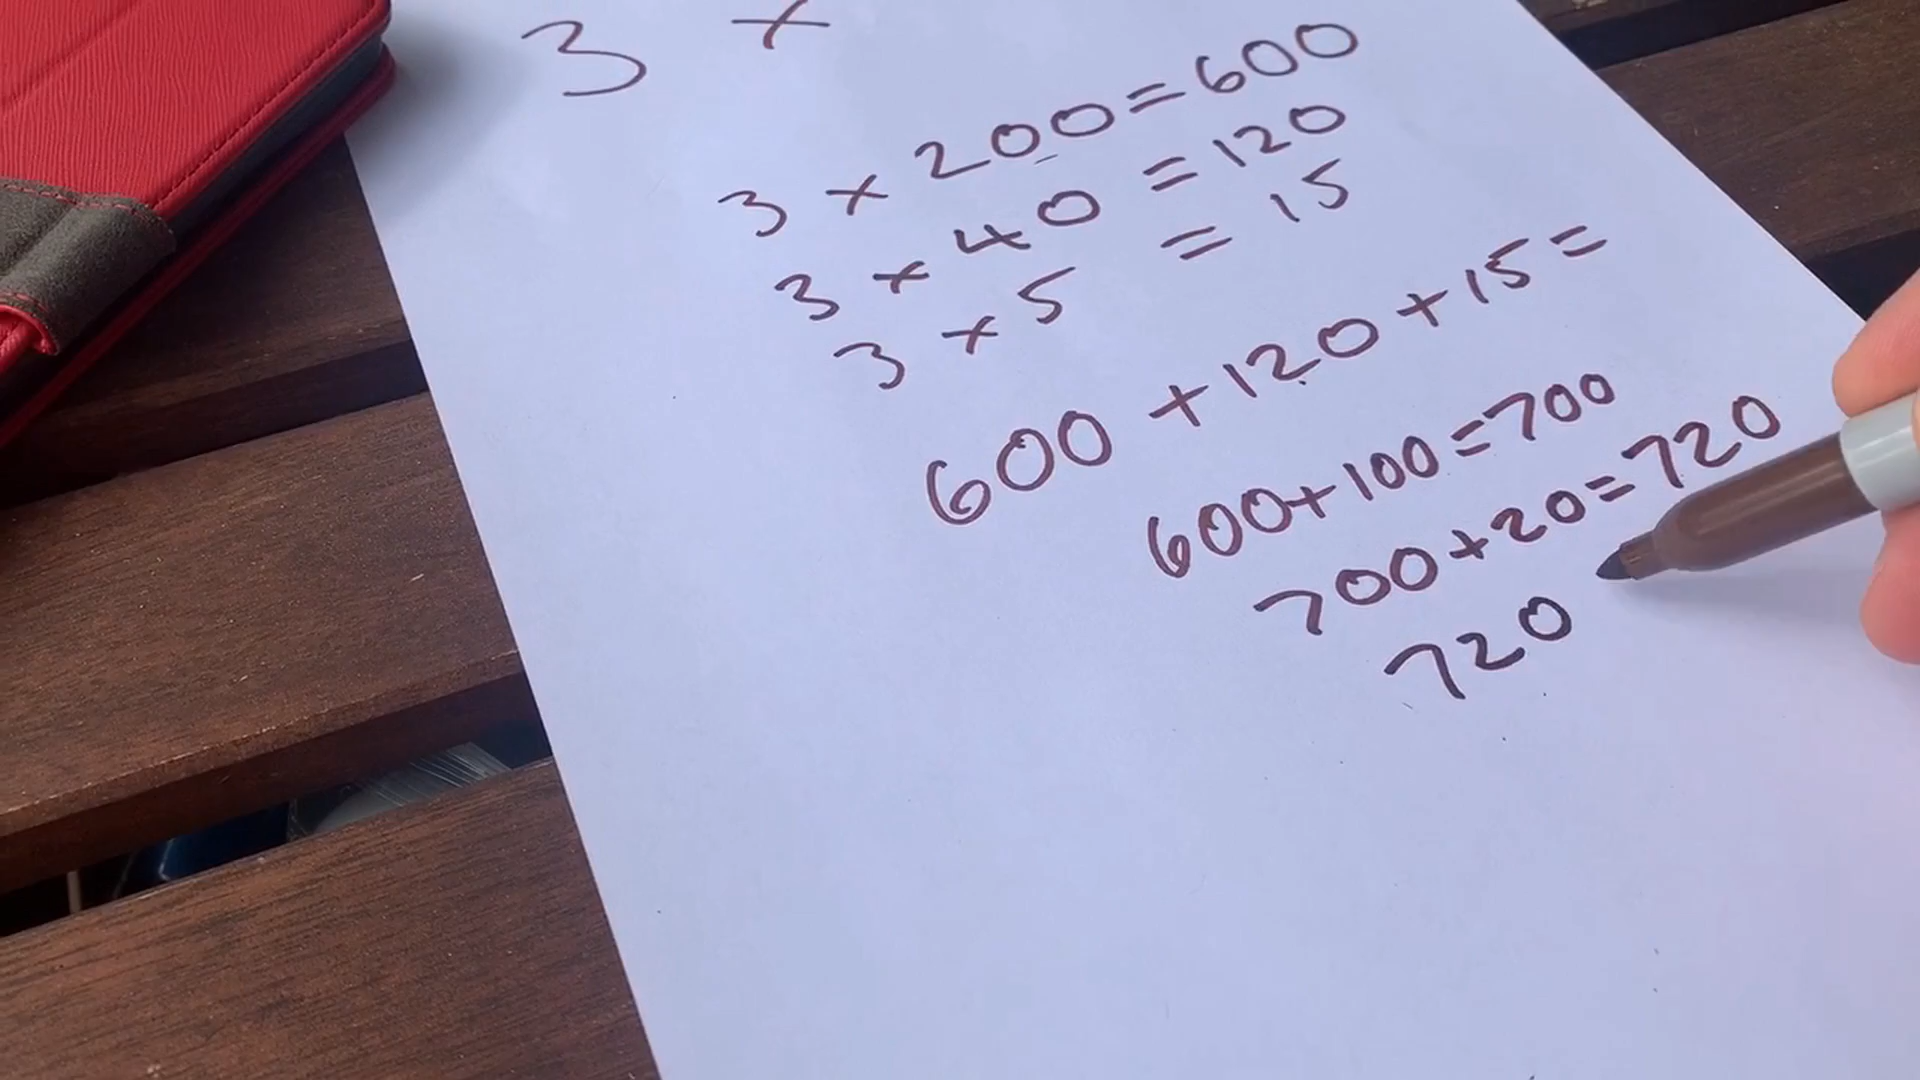 3 ×
3 × 200 = 600
3 × 40 = 120
3 × 5 = 15
600 + 120 + 15 =
600 + 100 = 700
700 + 20 = 720
720